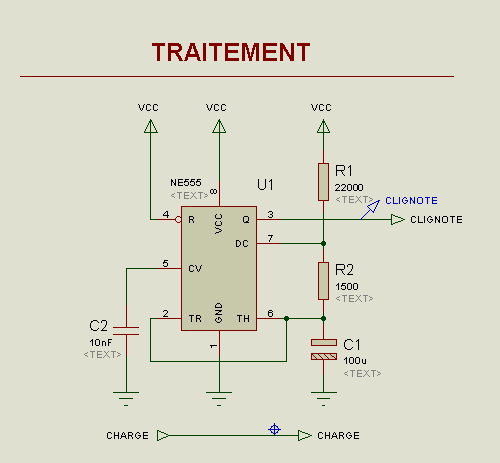 TRAITEMENT
VCC VCC VCC
NE555 U1
<TEXT>
8
R1
22000
<TEXT>
CLIGNOTE
4 R VCC Q 3 CLIGNOTE
DC 7
5 CV
R2
1500
<TEXT>
2 TR GND TH 6
C2
10nF
<TEXT>
1
C1
100u
<TEXT>
CHARGE CHARGE